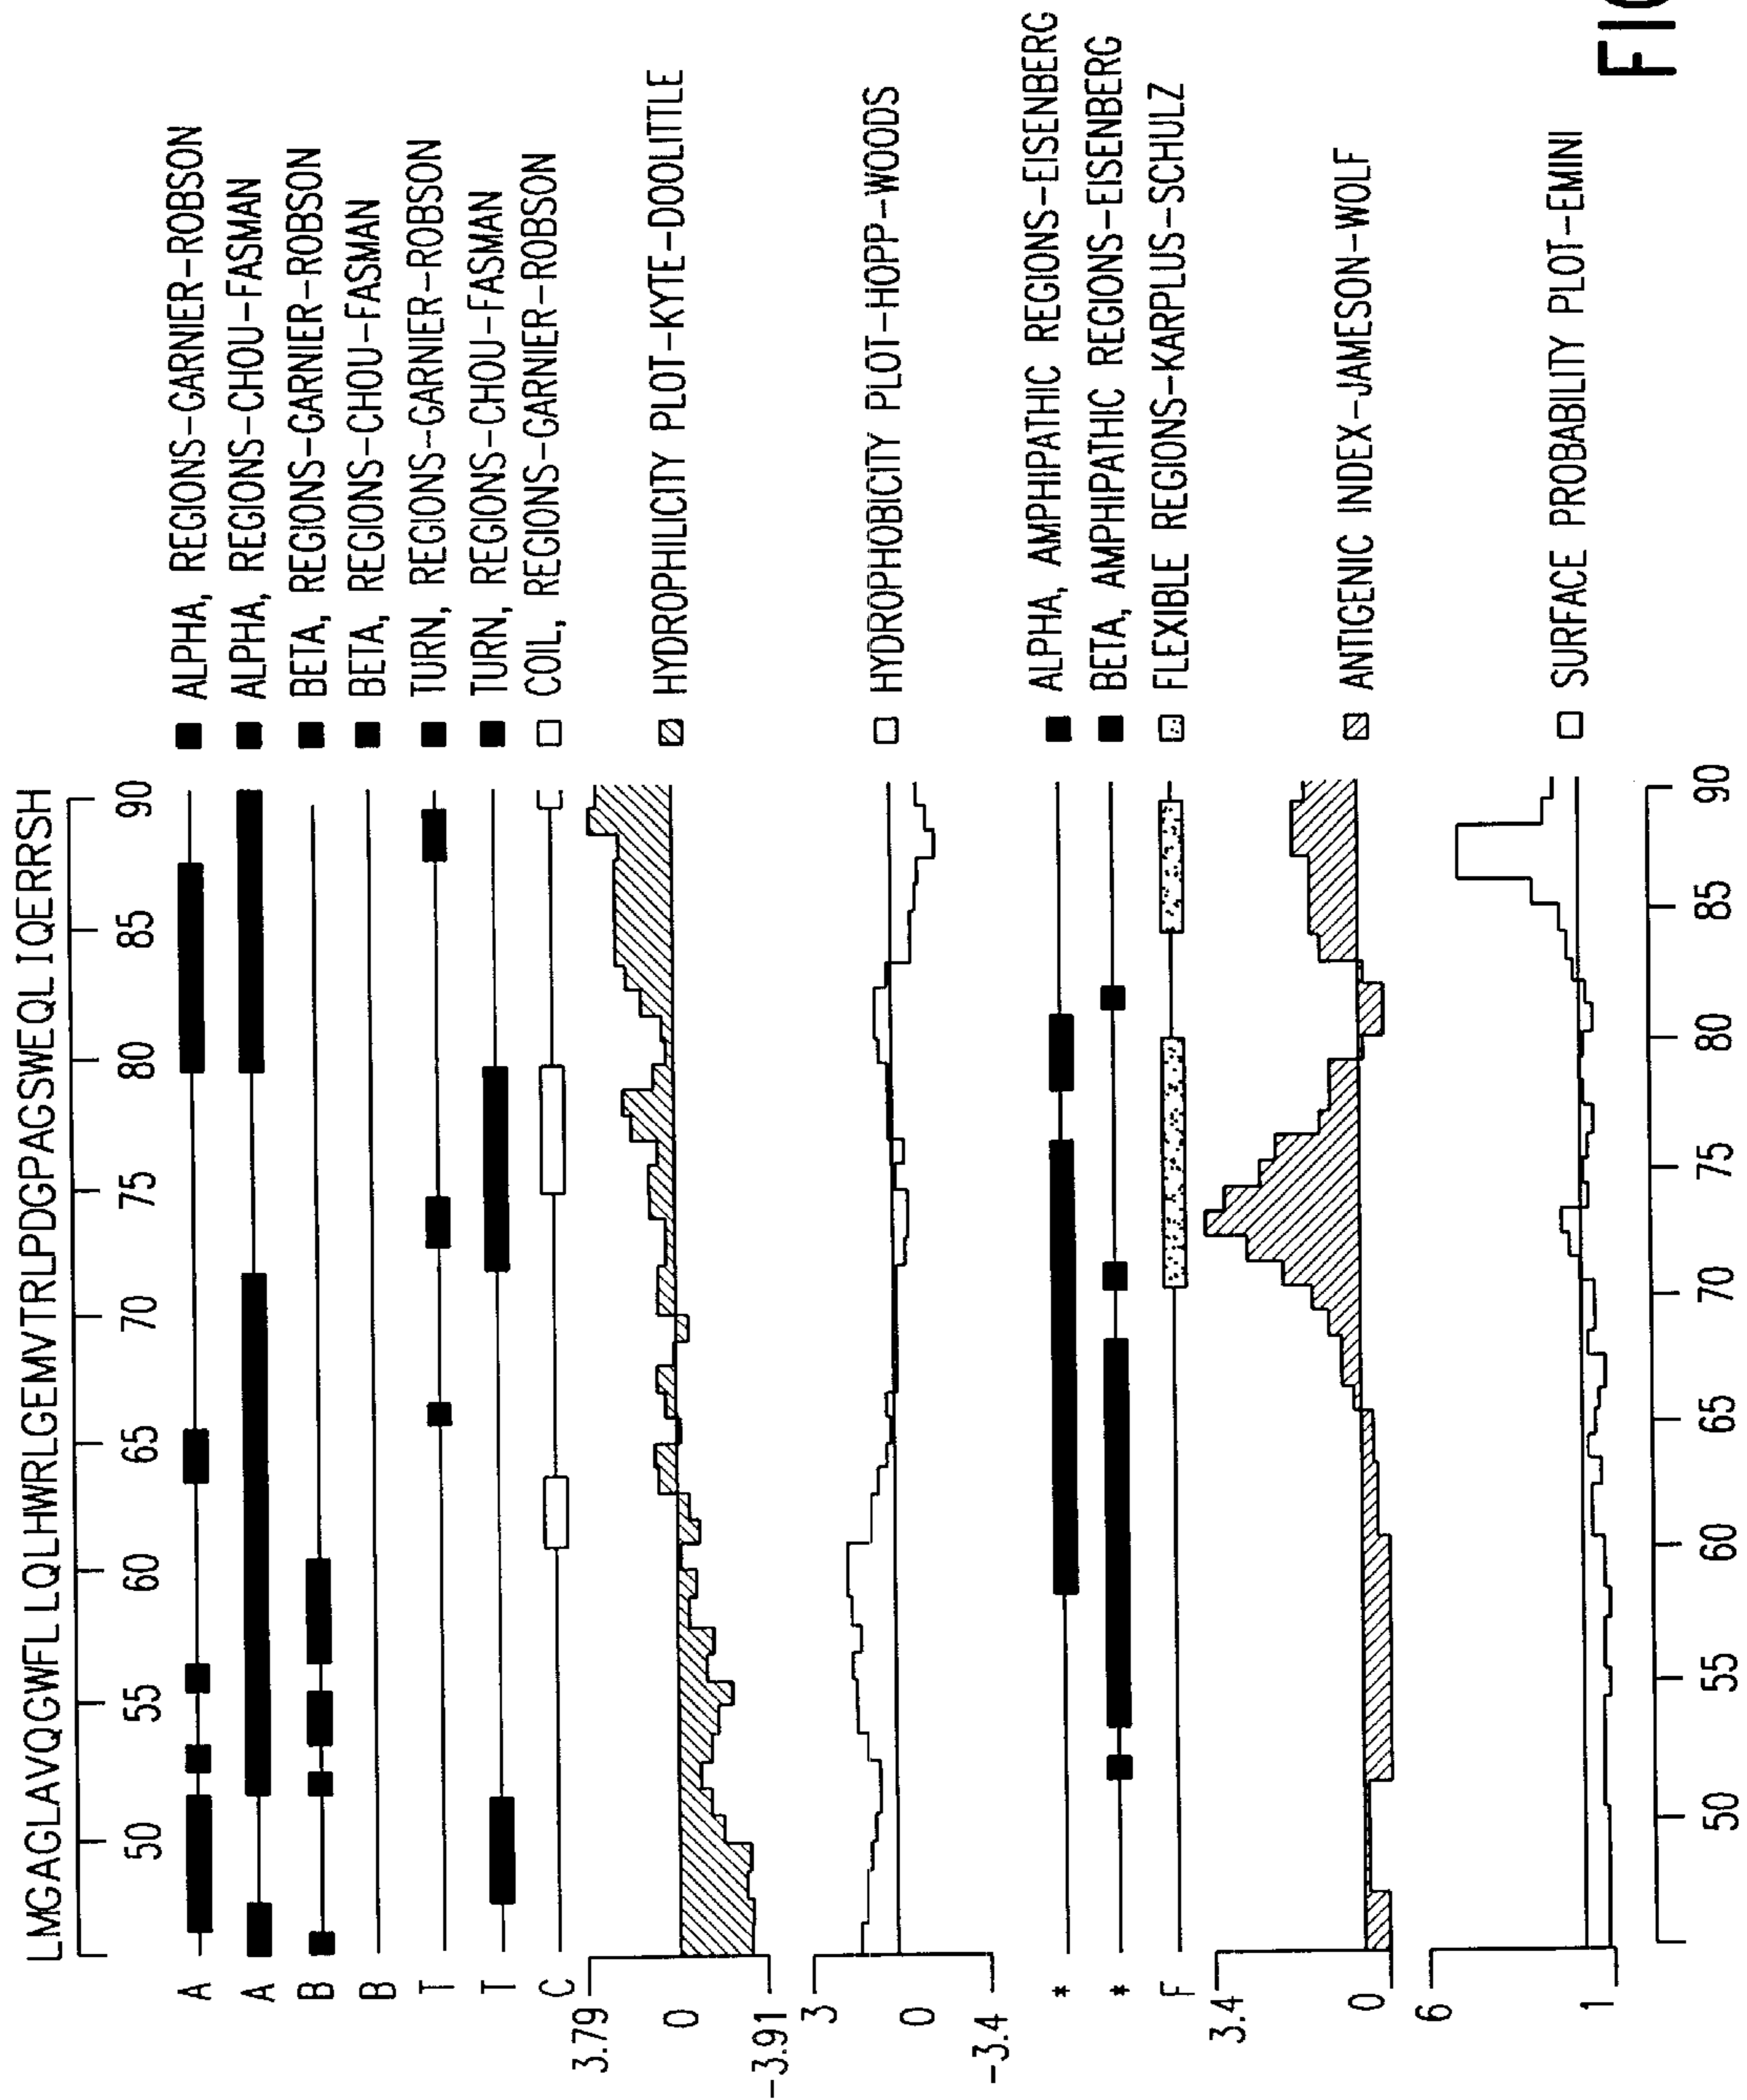 LMGAGLAVQGWFLLQLHWRLGEMVTRLPDGPAGSWEQLIQERRSH
50 55 60 65 70 75 80 85 90
A ALPHA, REGIONS-GARNIER-ROBSON
A ALPHA, REGIONS-CHOU-FASMAN
B BETA, REGIONS-GARNIER-ROBSON
B BETA, REGIONS-CHOU-FASMAN
T TURN, REGIONS-GARNIER-ROBSON
T TURN, REGIONS-CHOU-FASMAN
C COIL, REGIONS-GARNIER-ROBSON
3.79
0 HYDROPHILICITY PLOT-KYTE-DOOLITTLE
-3.91
3
0 HYDROPHOBICITY PLOT-HOPP-WOODS
-3.4
* ALPHA, AMPHIPATHIC REGIONS-EISENBERG
* BETA, AMPHIPATHIC REGIONS-EISENBERG
F FLEXIBLE REGIONS-KARPLUS-SCHULZ
3.4
0 ANTIGENIC INDEX-JAMESON-WOLF
6
1 SURFACE PROBABILITY PLOT-EMINI
50 55 60 65 70 75 80 85 90